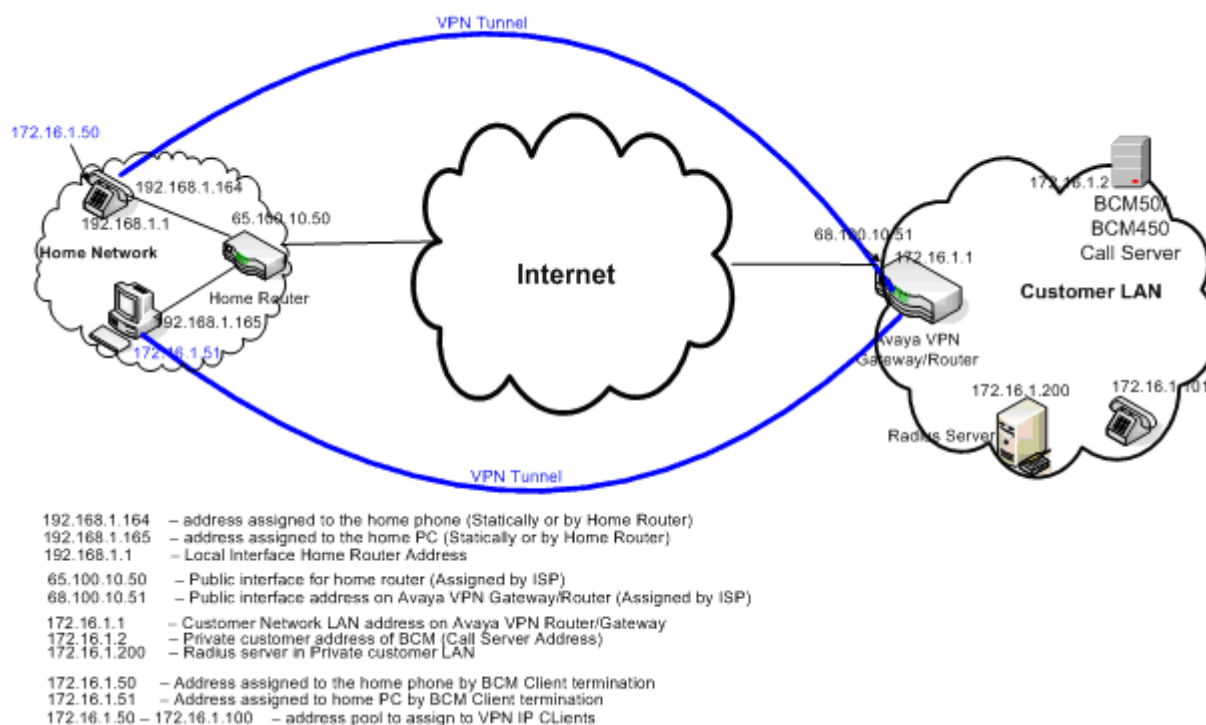 VPN Tunnel
172.16.1.50
192.168.1.164
192.168.1.1
65.100.10.50
Home Network
Home Router
192.168.1.165
172.16.1.51
Internet
68.100.10.51
172.16.1.1
172.16.1.2
BCM50/
BCM450
Call Server
Customer LAN
Avaya VPN
Gateway/Router
172.16.1.200
172.16.1.101
Radius Server
VPN Tunnel
192.168.1.164 – address assigned to the home phone (Statically or by Home Router)
192.168.1.165 – address assigned to the home PC (Statically or by Home Router)
192.168.1.1 – Local Interface Home Router Address
65.100.10.50 – Public interface for home router (Assigned by ISP)
68.100.10.51 – Public interface address on Avaya VPN Gateway/Router (Assigned by ISP)
172.16.1.1 – Customer Network LAN address on Avaya VPN Router/Gateway
172.16.1.2 – Private customer address of BCM (Call Server Address)
172.16.1.200 – Radius server in Private customer LAN
172.16.1.50 – Address assigned to the home phone by BCM Client termination
172.16.1.51 – Address assigned to home PC by BCM Client termination
172.16.1.50 – 172.16.1.100 – address pool to assign to VPN IP CLients